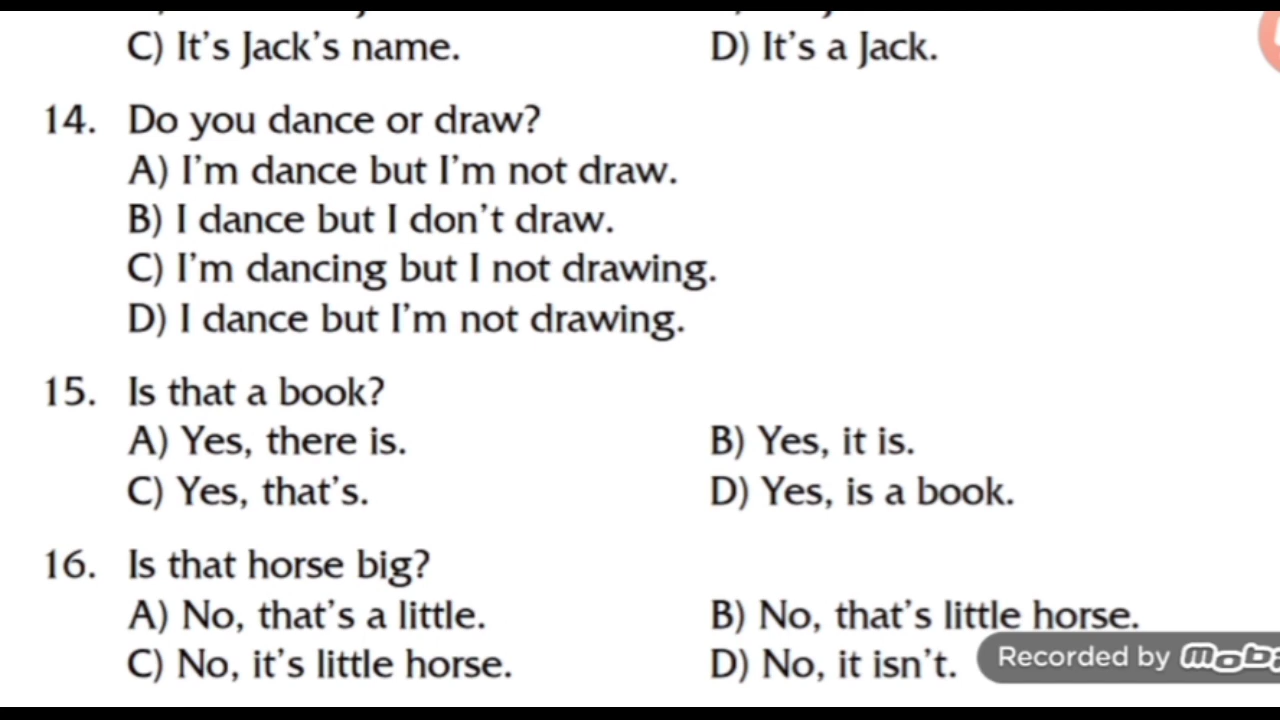 C) It's Jack's name. D) It's a Jack.
14. Do you dance or draw?
A) I'm dance but I'm not draw.
B) I dance but I don't draw.
C) I'm dancing but I not drawing.
D) I dance but I'm not drawing.
15. Is that a book?
A) Yes, there is. B) Yes, it is.
C) Yes, that's. D) Yes, is a book.
16. Is that horse big?
A) No, that's a little. B) No, that's little horse.
C) No, it's little horse. D) No, it isn't.
Recorded by